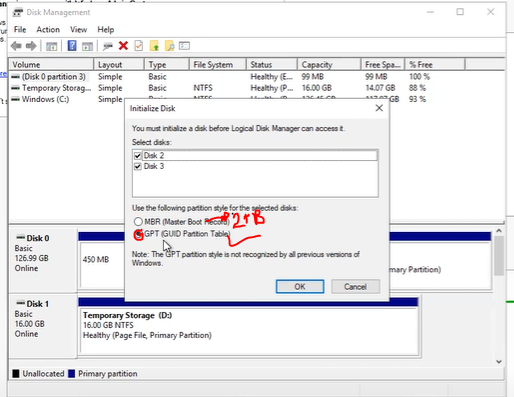 Disk Management
File Action View Help
Volume Layout Type File System Status Capacity Free Spa... % Free
(Disk 0 partition 3) Simple Basic Healthy (E... 99 MB 99 MB 100 %
Temporary Storag... Simple Basic NTFS Healthy (P... 16.00 GB 14.07 GB 88 %
Windows (C:) Simple Basic NTFS 93 %
Initialize Disk
You must initialize a disk before Logical Disk Manager can access it.
Select disks:
Disk 2
Disk 3
Use the following partition style for the selected disks:
MBR (Master Boot Record) 2TB
GPT (GUID Partition Table)
Note: The GPT partition style is not recognized by all previous versions of
Windows.
OK Cancel
Disk 0
Basic
126.99 GB
Online
450 MB
mary Partition)
Disk 1
Basic
16.00 GB
Online
Temporary Storage (D:)
16.00 GB NTFS
Healthy (Page File, Primary Partition)
Unallocated Primary partition